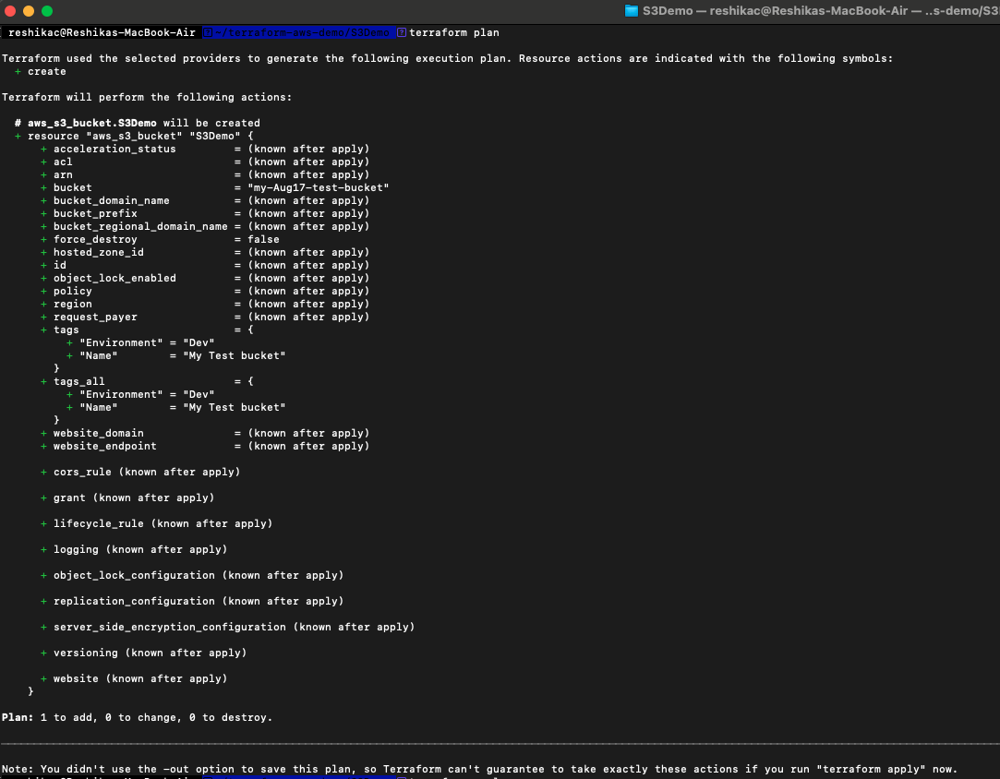 S3Demo — reshikac@Reshikas-MacBook-Air — ..s-demo/S3
reshikac@Reshikas-MacBook-Air ~/terraform-aws-demo/S3Demo terraform plan
Terraform used the selected providers to generate the following execution plan. Resource actions are indicated with the following symbols:
+ create
Terraform will perform the following actions:
# aws_s3_bucket.S3Demo will be created
+ resource "aws_s3_bucket" "S3Demo" {
+ acceleration_status = (known after apply)
+ acl = (known after apply)
+ arn = (known after apply)
+ bucket = "my-Aug17-test-bucket"
+ bucket_domain_name = (known after apply)
+ bucket_prefix = (known after apply)
+ bucket_regional_domain_name = (known after apply)
+ force_destroy = false
+ hosted_zone_id = (known after apply)
+ id = (known after apply)
+ object_lock_enabled = (known after apply)
+ policy = (known after apply)
+ region = (known after apply)
+ request_payer = (known after apply)
+ tags = {
+ "Environment" = "Dev"
+ "Name" = "My Test bucket"
}
+ tags_all = {
+ "Environment" = "Dev"
+ "Name" = "My Test bucket"
}
+ website_domain = (known after apply)
+ website_endpoint = (known after apply)
+ cors_rule (known after apply)
+ grant (known after apply)
+ lifecycle_rule (known after apply)
+ logging (known after apply)
+ object_lock_configuration (known after apply)
+ replication_configuration (known after apply)
+ server_side_encryption_configuration (known after apply)
+ versioning (known after apply)
+ website (known after apply)
}
Plan: 1 to add, 0 to change, 0 to destroy.
Note: You didn't use the -out option to save this plan, so Terraform can't guarantee to take exactly these actions if you run "terraform apply" now.